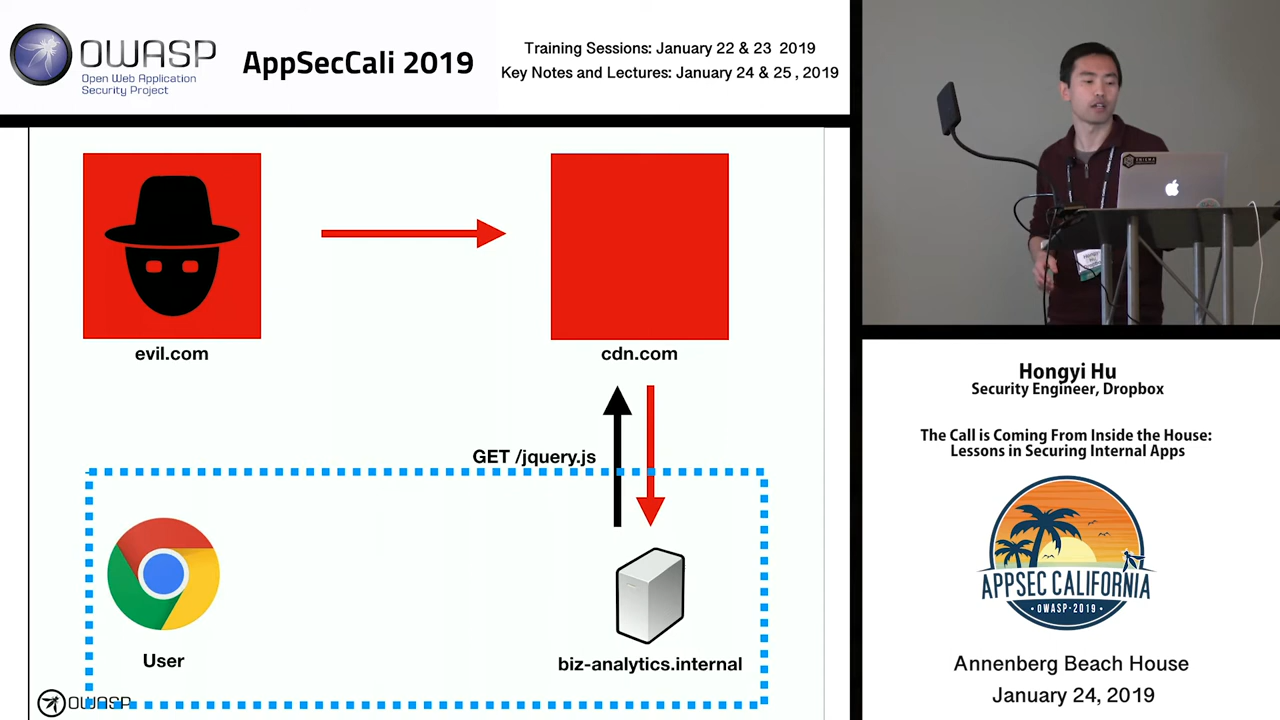 OWASP
Open Web Application
Security Project
AppSecCali 2019
Training Sessions: January 22 & 23 2019
Key Notes and Lectures: January 24 & 25 , 2019
evil.com
cdn.com
GET /jquery.js
User
biz-analytics.internal
OWASP
Hongyi Hu
Security Engineer, Dropbox
The Call is Coming From Inside the House:
Lessons in Securing Internal Apps
APPSEC CALIFORNIA
OWASP-2019
Annenberg Beach House
January 24, 2019